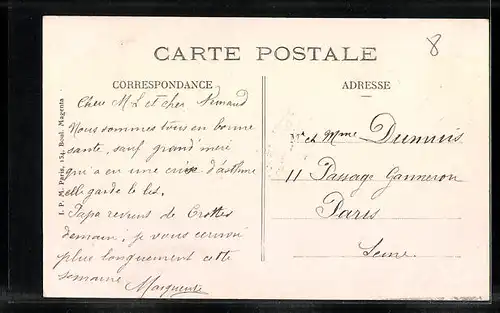 8
CARTE POSTALE
CORRESPONDANCE
Chère M L et cher
Nous sommes tous en bonne
santé, sauf grand'mère
qui a eu une crise d'asthme
elle garde le lit.
Papa revient de Crottes
demain, je vous écrirai
plus longuement cette
semaine Marguerite
ADRESSE
Mr et Mme Dumuis
11 Passage Ganneron
Paris
Seine.
I. P. M. Paris, 154, Boul. Magenta